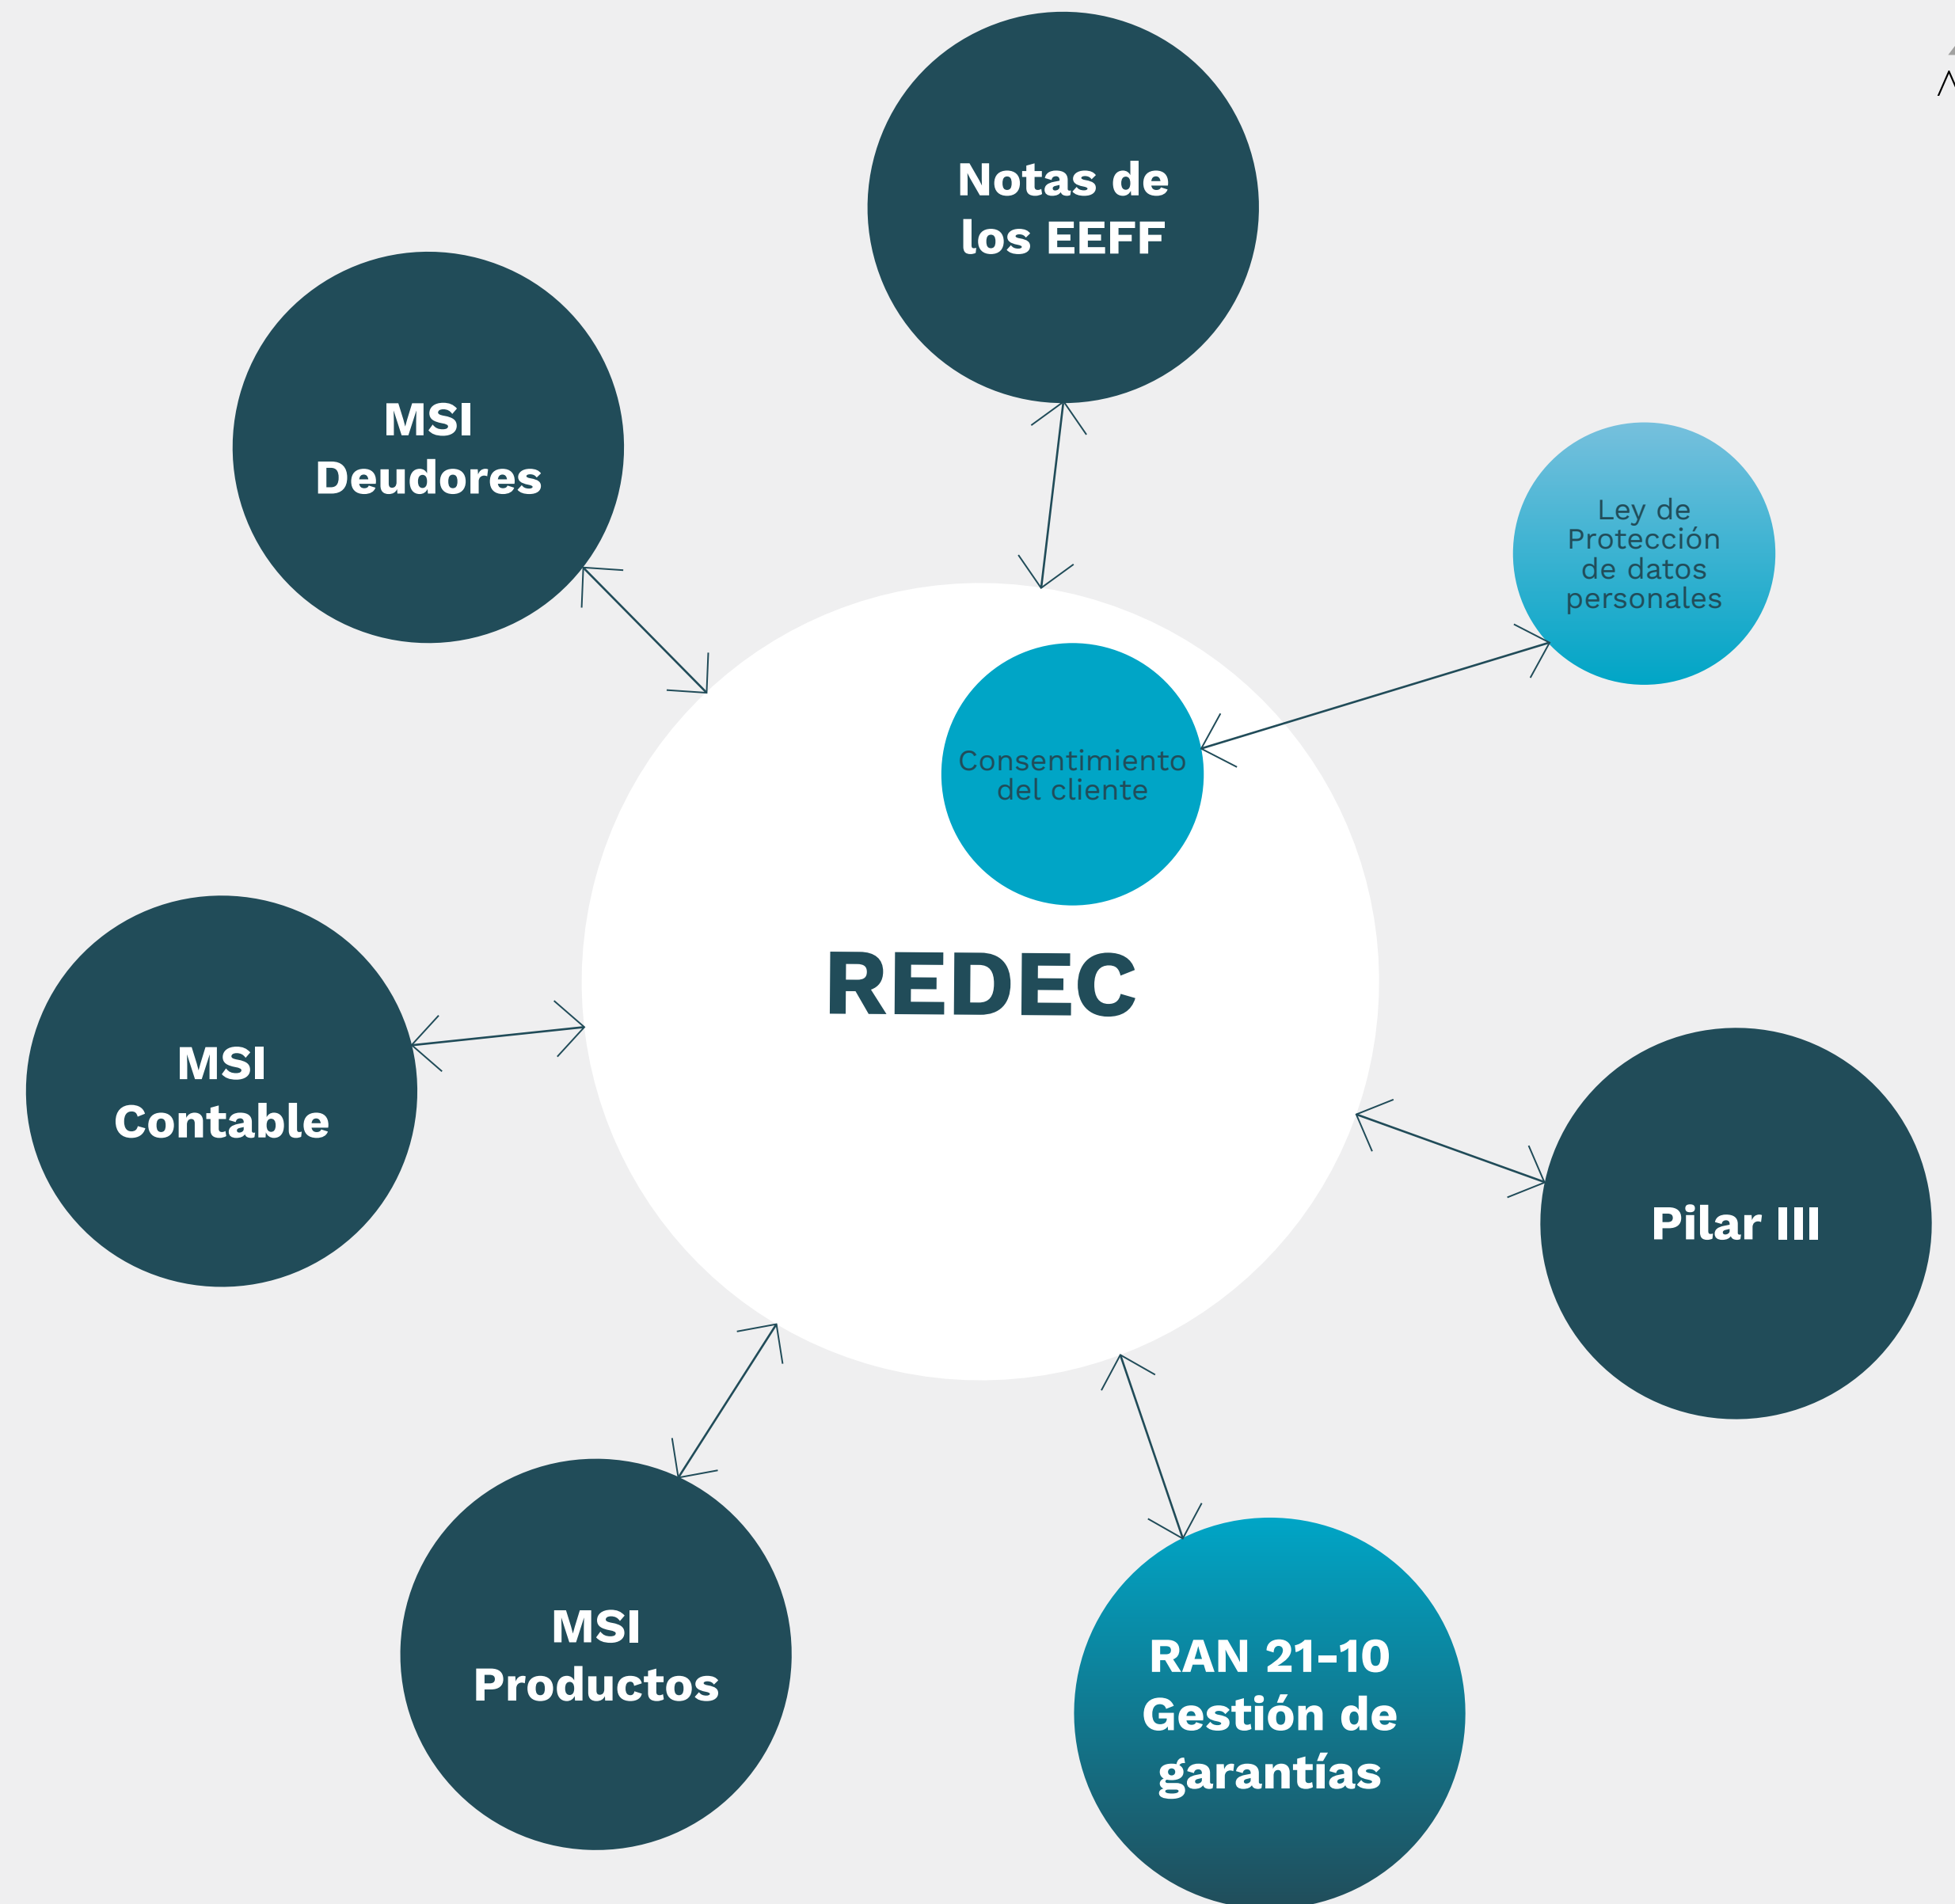 Notas de
los EEFF
MSI
Deudores
Ley de
Protección
de datos
personales
Consentimiento
del cliente
REDEC
MSI
Contable
Pilar III
MSI
Productos
RAN 21-10
Gestión de
garantías